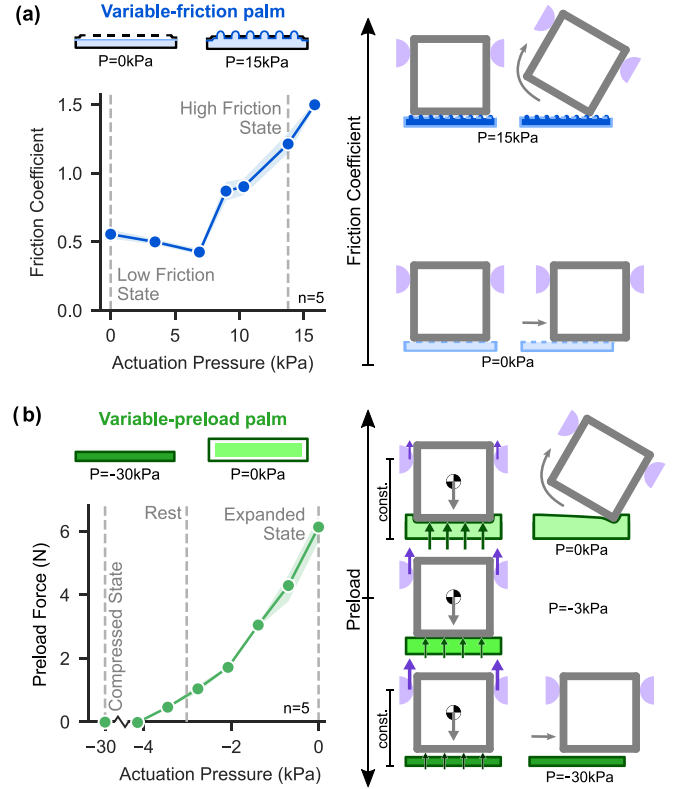 (a)
Variable-friction palm
P=0kPa
P=15kPa
1.5
1.0
0.5
0.0
Friction Coefficient
High Friction
State
Low Friction
State
n=5
0
5
10
15
Actuation Pressure (kPa)
Friction Coefficient
P=15kPa
P=0kPa
(b)
Variable-preload palm
P=-30kPa
P=0kPa
6
4
2
0
Preload Force (N)
Compressed State
Rest
Expanded
State
n=5
−30
−4
−2
0
Actuation Pressure (kPa)
Preload
const.
P=0kPa
P=-3kPa
const.
P=-30kPa